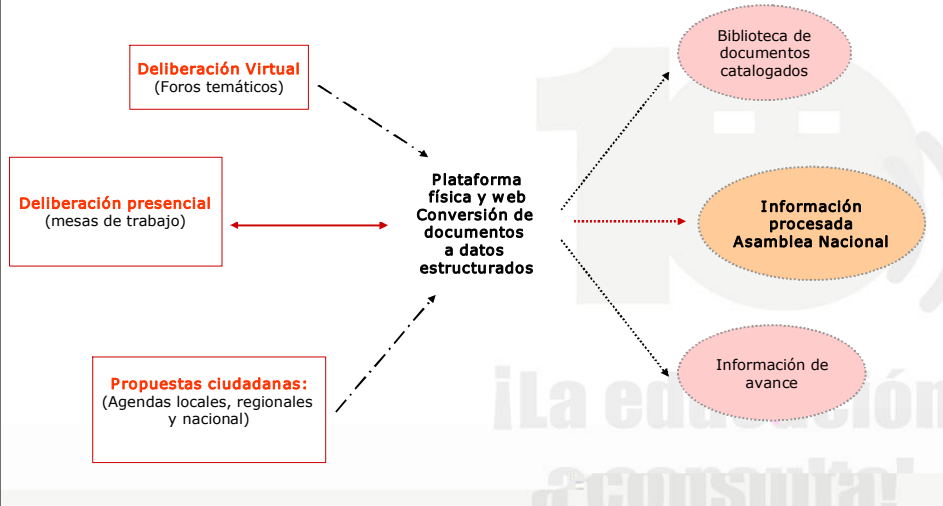 Deliberación Virtual
(Foros temáticos)
Deliberación presencial
(mesas de trabajo)
Propuestas ciudadanas:
(Agendas locales, regionales
y nacional)
Plataforma
física y web
Conversión de
documentos
a datos
estructurados
Biblioteca de
documentos
catalogados
Información
procesada
Asamblea Nacional
Información de
avance
¡La educación
a consulta!